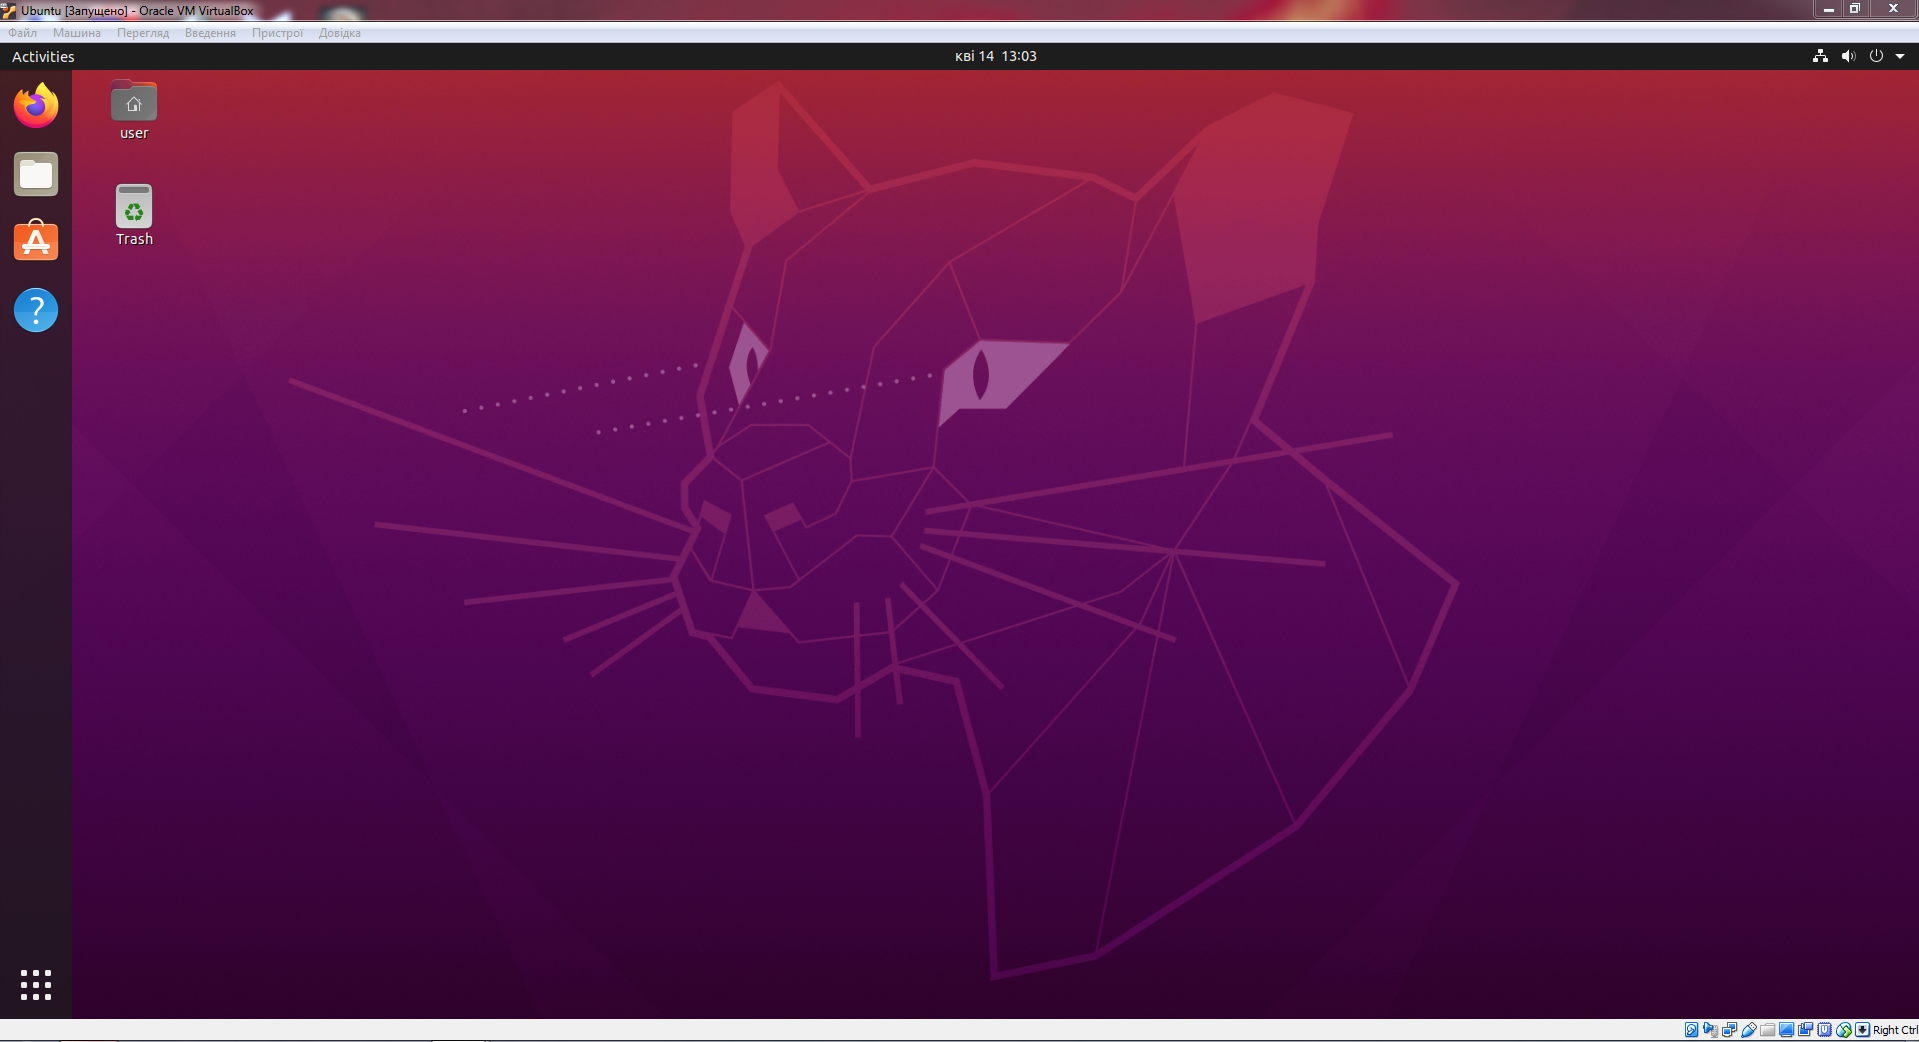 Ubuntu [Запущено] - Oracle VM VirtualBox
Файл Машина Перегляд Введення Пристрої Довідка
Activities кві 14 13:03
user
Trash
Right Ctrl